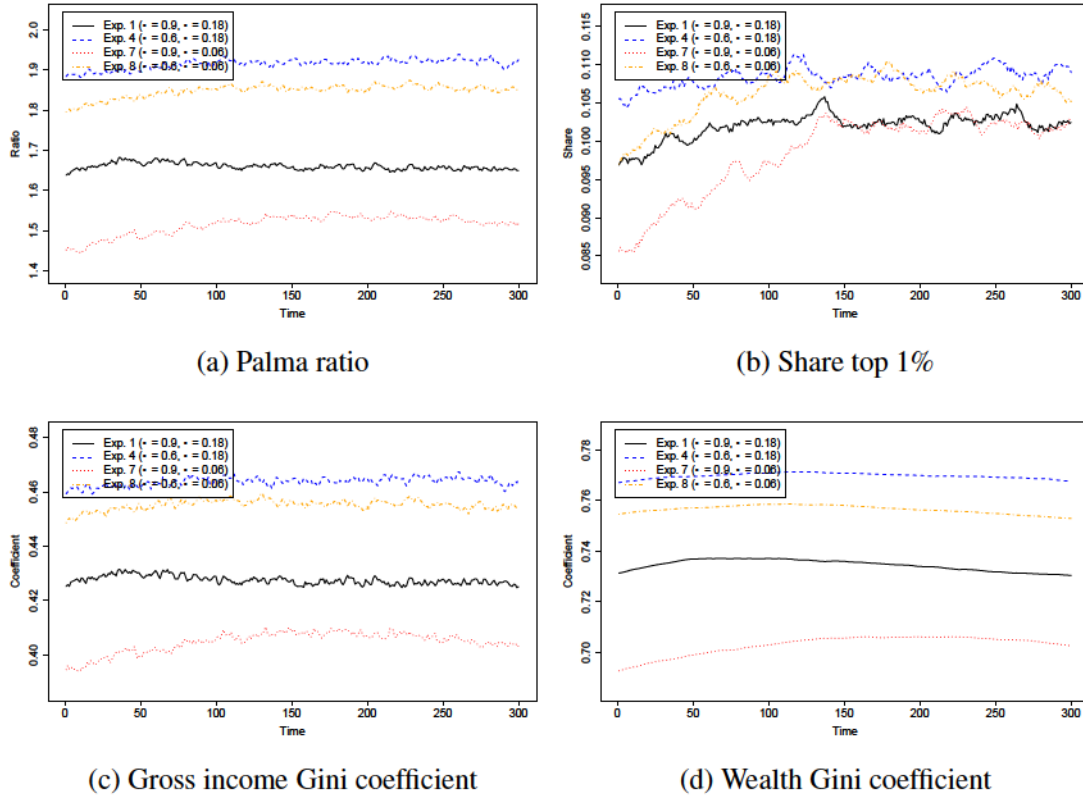 Exp. 1 (- = 0.9, - = 0.18)
Exp. 4 (- = 0.6, - = 0.18)
Exp. 7 (- = 0.9, - = 0.06)
Exp. 8 (- = 0.6, - = 0.06)
Ratio
2.0
1.9
1.8
1.7
1.6
1.5
1.4
0 50 100 150 200 250 300
Time
(a) Palma ratio
Exp. 1 (- = 0.9, - = 0.18)
Exp. 4 (- = 0.6, - = 0.18)
Exp. 7 (- = 0.9, - = 0.06)
Exp. 8 (- = 0.6, - = 0.06)
Share
0.115
0.110
0.105
0.100
0.095
0.090
0.085
0 50 100 150 200 250 300
Time
(b) Share top 1%
Exp. 1 (- = 0.9, - = 0.18)
Exp. 4 (- = 0.6, - = 0.18)
Exp. 7 (- = 0.9, - = 0.06)
Exp. 8 (- = 0.6, - = 0.06)
Coefficient
0.48
0.46
0.44
0.42
0.40
0 50 100 150 200 250 300
Time
(c) Gross income Gini coefficient
Exp. 1 (- = 0.9, - = 0.18)
Exp. 4 (- = 0.6, - = 0.18)
Exp. 7 (- = 0.9, - = 0.06)
Exp. 8 (- = 0.6, - = 0.06)
Coefficient
0.78
0.76
0.74
0.72
0.70
0 50 100 150 200 250 300
Time
(d) Wealth Gini coefficient